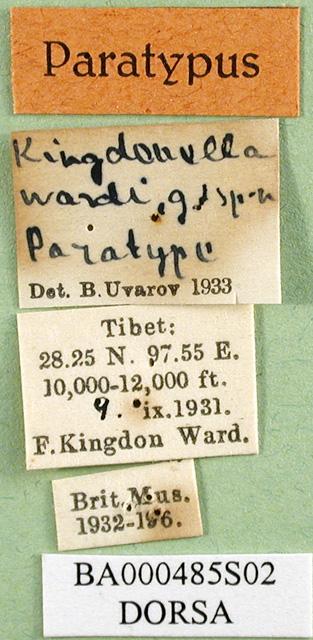 Paratypus
Kingdonella
wardi, g. & sp. n
Paratype
Det. B. Uvarov 1933
Tibet:
28.25 N. 97.55 E.
10,000-12,000 ft.
9. ix. 1931.
F. Kingdon Ward.
Brit. Mus.
1932-196.
BA000485S02
DORSA